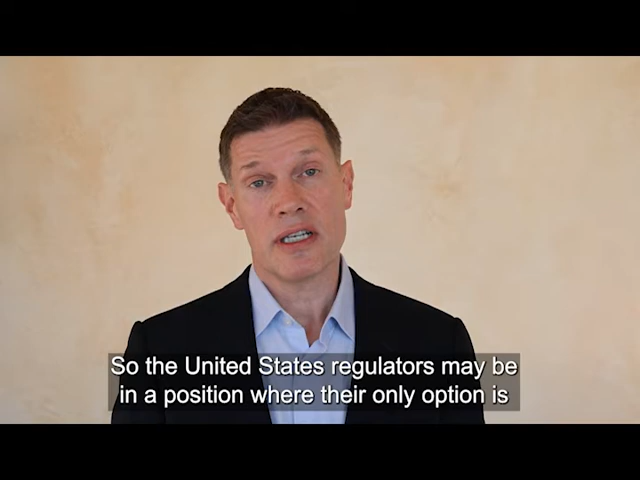 So the United States regulators may be
in a position where their only option is